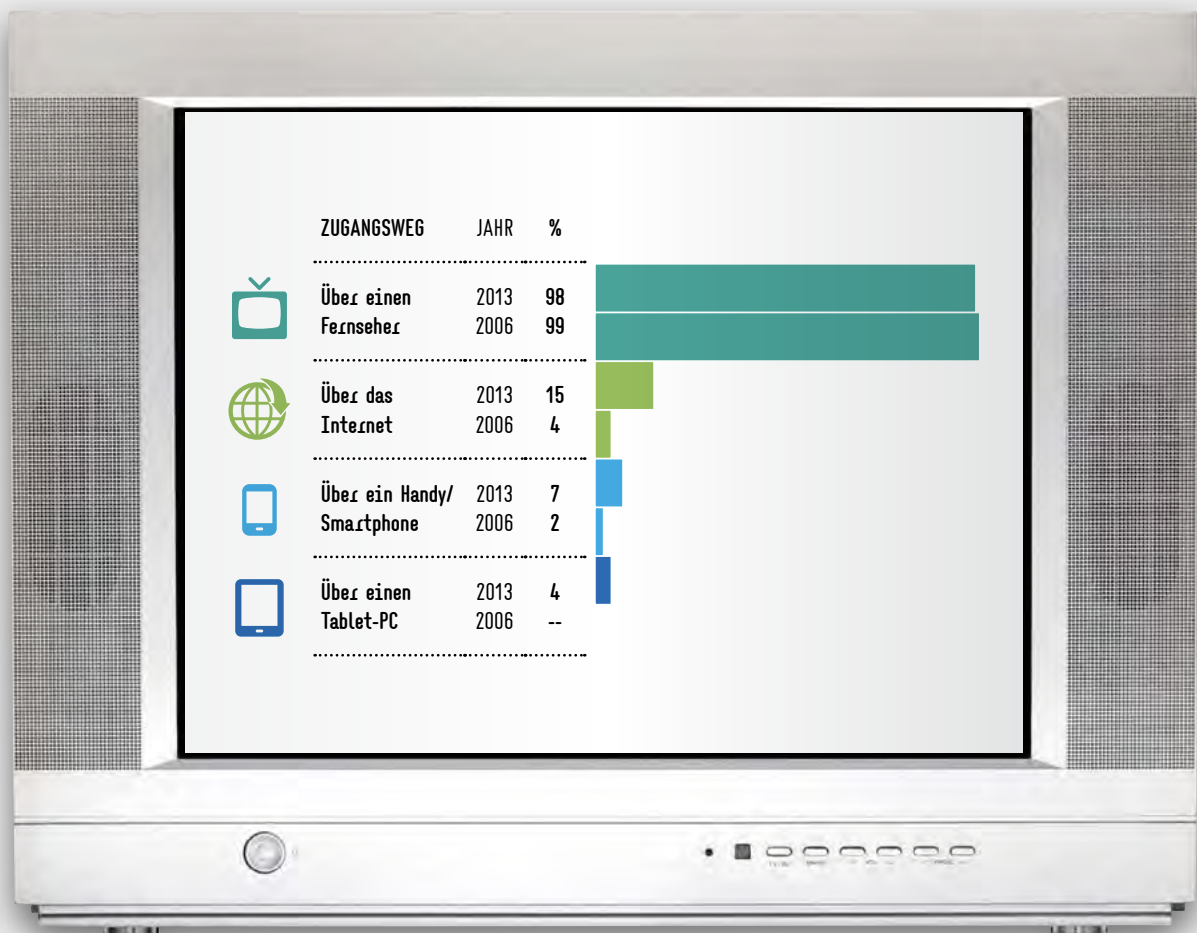 ZUGANGSWEG JAHR %
Über einen 2013 98
Fernseher 2006 99
Über das 2013 15
Internet 2006 4
Über ein Handy/ 2013 7
Smartphone 2006 2
Über einen 2013 4
Tablet-PC 2006 --